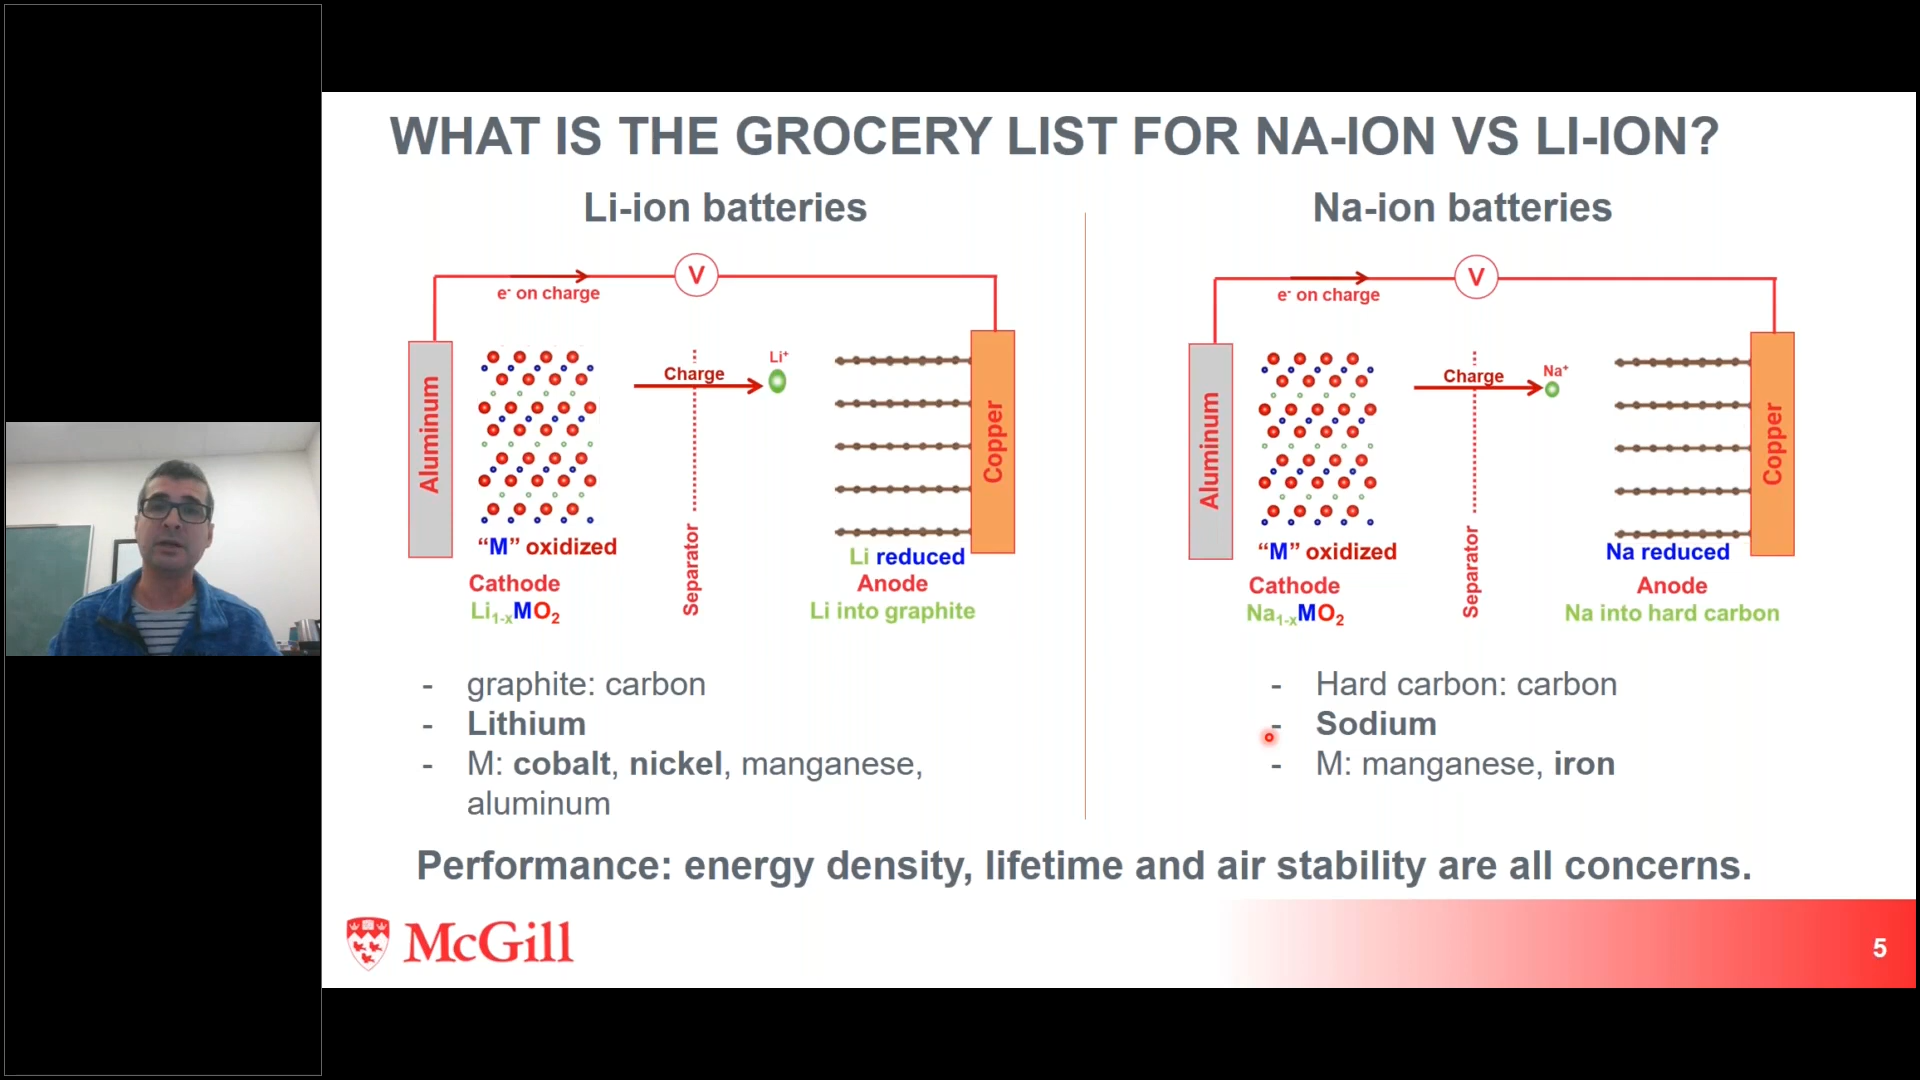 WHAT IS THE GROCERY LIST FOR NA-ION VS LI-ION?
Li-ion batteries
V
e- on charge
Aluminum
Charge
Li+
Copper
Separator
“M” oxidized
Li reduced
Cathode
Anode
Li1-xMO2
Li into graphite
- graphite: carbon
- Lithium
- M: cobalt, nickel, manganese,
aluminum
Na-ion batteries
V
e- on charge
Aluminum
Charge
Na+
Copper
Separator
“M” oxidized
Na reduced
Cathode
Anode
Na1-xMO2
Na into hard carbon
- Hard carbon: carbon
- Sodium
- M: manganese, iron
Performance: energy density, lifetime and air stability are all concerns.
McGill
5